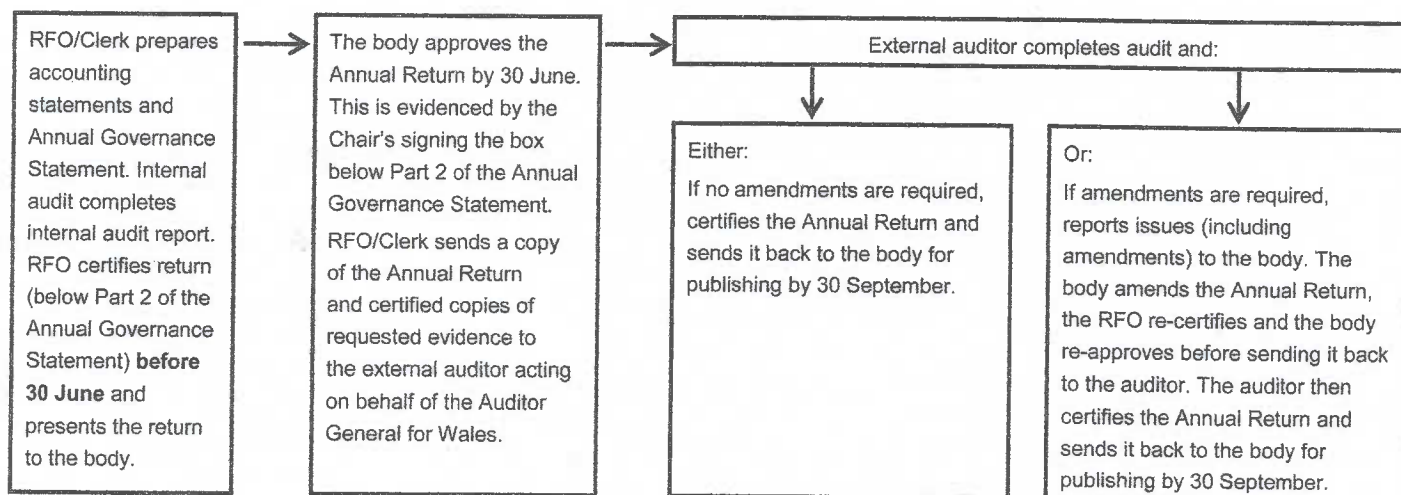 RFO/Clerk prepares
accounting
statements and
Annual Governance
Statement. Internal
audit completes
internal audit report.
RFO certifies return
(below Part 2 of the
Annual Governance
Statement) before
30 June and
presents the return
to the body.
The body approves the
Annual Return by 30 June.
This is evidenced by the
Chair's signing the box
below Part 2 of the Annual
Governance Statement.
RFO/Clerk sends a copy
of the Annual Return
and certified copies of
requested evidence to
the external auditor acting
on behalf of the Auditor
General for Wales.
External auditor completes audit and:
Either:
If no amendments are required,
certifies the Annual Return and
sends it back to the body for
publishing by 30 September.
Or:
If amendments are required,
reports issues (including
amendments) to the body. The
body amends the Annual Return,
the RFO re-certifies and the body
re-approves before sending it back
to the auditor. The auditor then
certifies the Annual Return and
sends it back to the body for
publishing by 30 September.